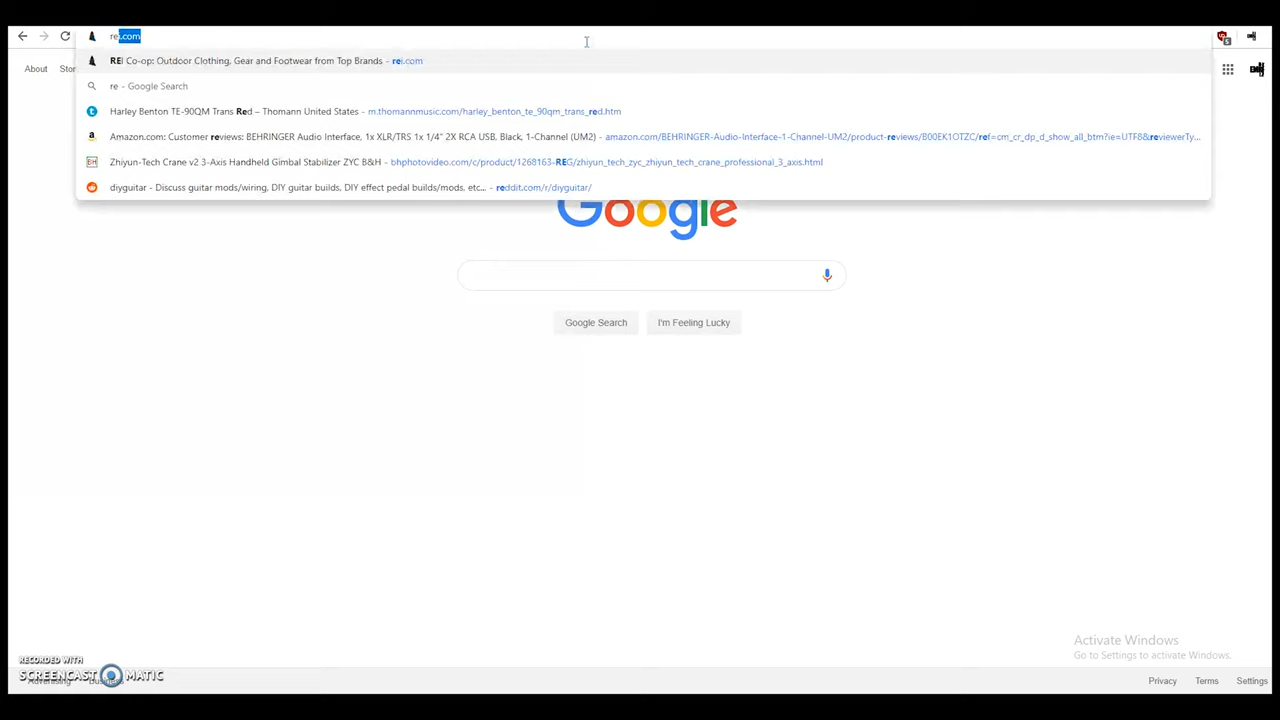 rei.com
About
Stor
REI Co-op: Outdoor Clothing, Gear and Footwear from Top Brands - rei.com
re - Google Search
Harley Benton TE-90QM Trans Red – Thomann United States - m.thomannmusic.com/harley_benton_te_90qm_trans_red.htm
Amazon.com: Customer reviews: BEHRINGER Audio Interface, 1x XLR/TRS 1x 1/4" 2X RCA USB, Black, 1-Channel (UM2) - amazon.com/BEHRINGER-Audio-Interface-1-Channel-UM2/product-reviews/B00EK1OTZC/ref=cm_cr_dp_d_show_all_btm?ie=UTF8&reviewerTy...
Zhiyun-Tech Crane v2 3-Axis Handheld Gimbal Stabilizer ZYC B&H - bhphotovideo.com/c/product/1268163-REG/zhiyun_tech_zyc_zhiyun_tech_crane_professional_3_axis.html
diyguitar - Discuss guitar mods/wiring, DIY guitar builds, DIY effect pedal builds/mods, etc... - reddit.com/r/diyguitar/
Google
Google Search
I'm Feeling Lucky
Activate Windows
Go to Settings to activate Windows.
RECORDED WITH
SCREENCAST MATIC
Advertising
Privacy
Terms
Settings